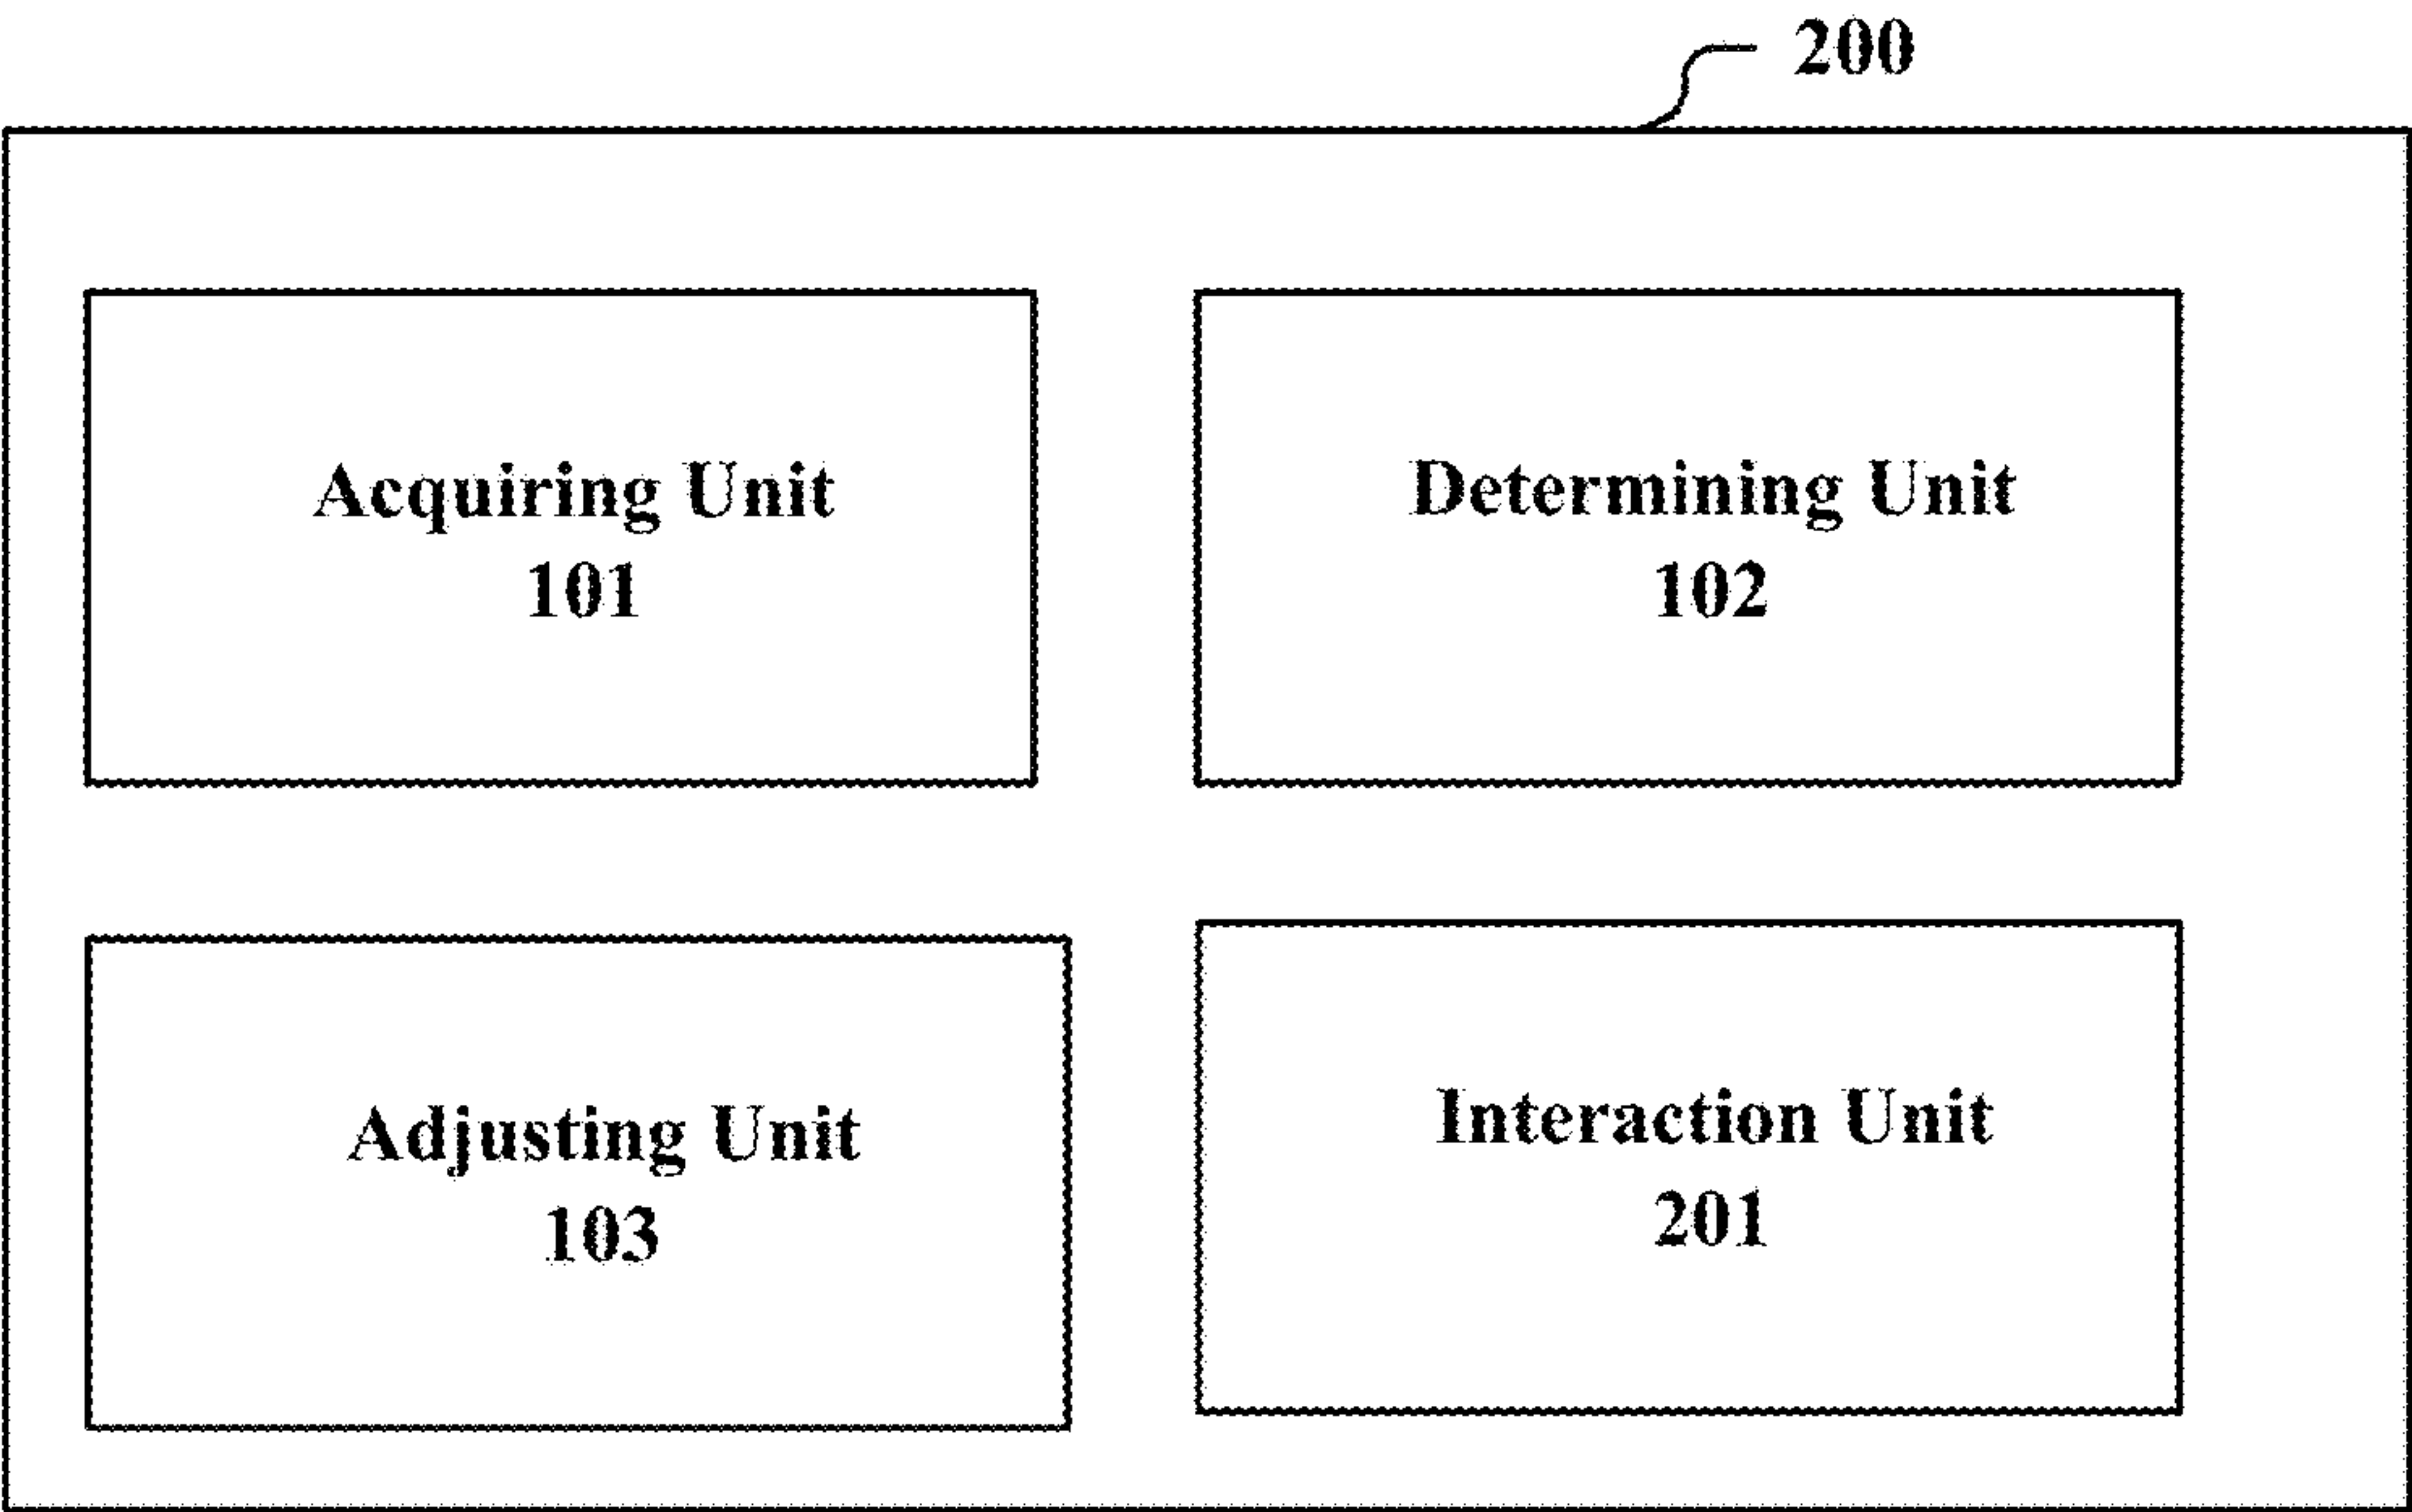 200
Acquiring Unit
101
Determining Unit
102
Adjusting Unit
103
Interaction Unit
201